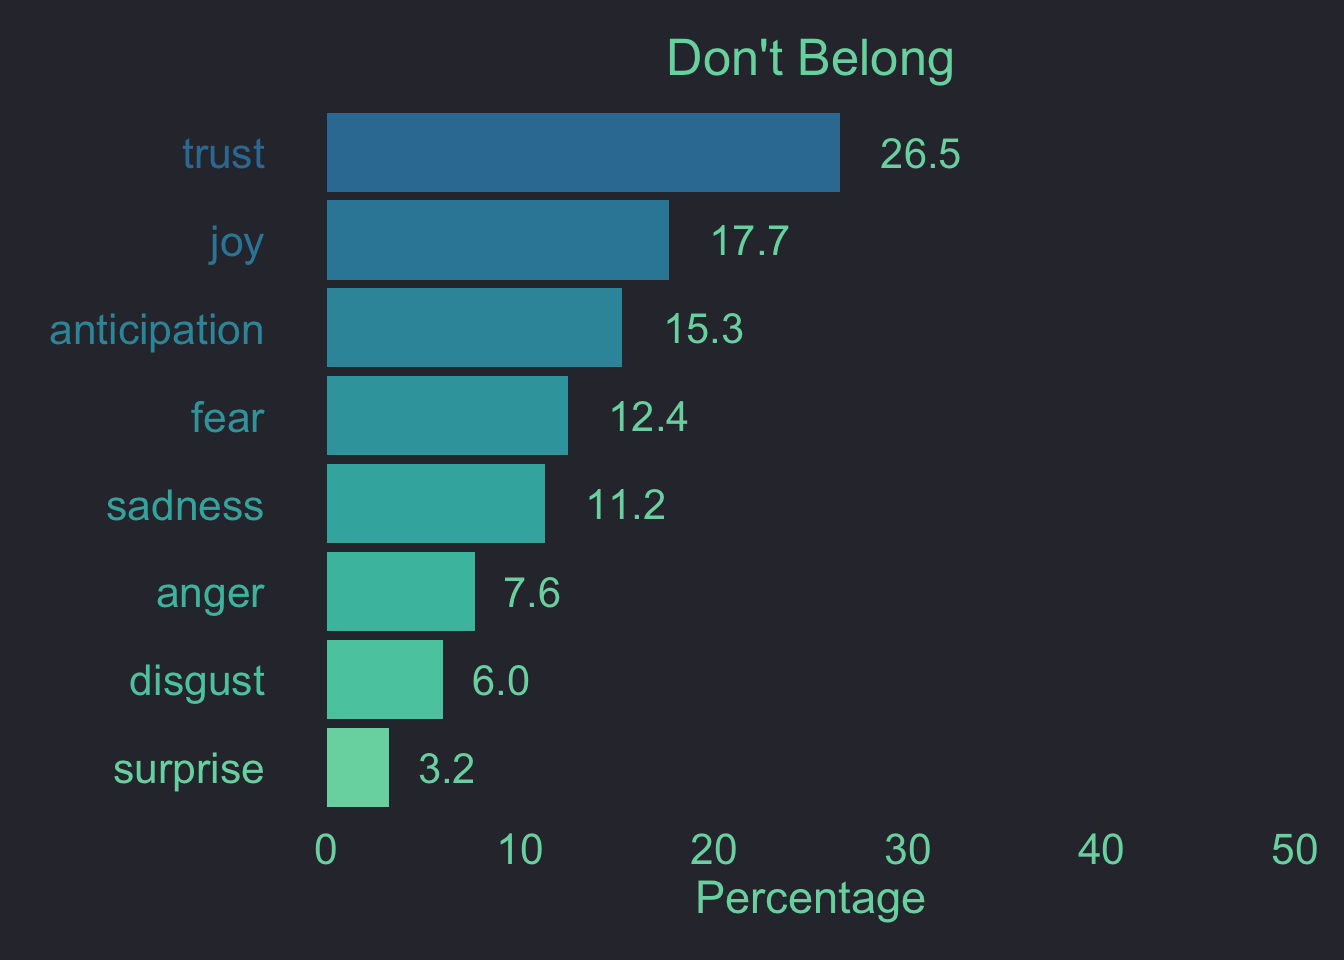 Don't Belong
trust 26.5
joy 17.7
anticipation 15.3
fear 12.4
sadness 11.2
anger 7.6
disgust 6.0
surprise 3.2
0 10 20 30 40 50
Percentage